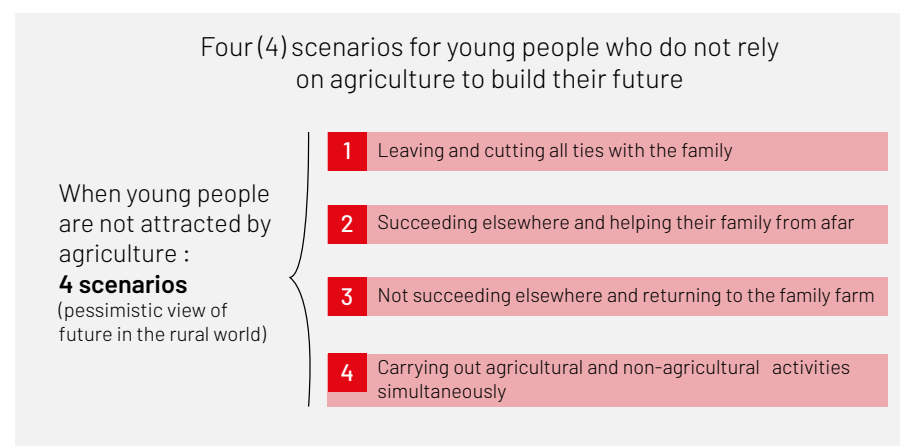 Four (4) scenarios for young people who do not rely
on agriculture to build their future
When young people
are not attracted by
agriculture :
4 scenarios
(pessimistic view of
future in the rural world)
1 Leaving and cutting all ties with the family
2 Succeeding elsewhere and helping their family from afar
3 Not succeeding elsewhere and returning to the family farm
4 Carrying out agricultural and non-agricultural activities
simultaneously